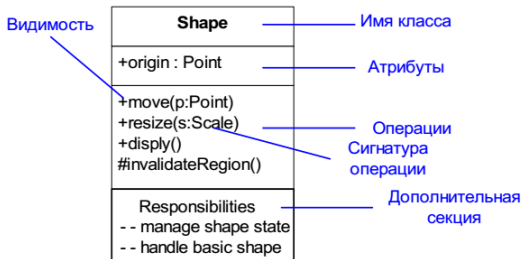 Видимость
Shape
Имя класса
+origin : Point
Атрибуты
+move(p:Point)
+resize(s:Scale)
+disply()
#invalidateRegion()
Операции
Сигнатура
операции
Responsibilities
- - manage shape state
- - handle basic shape
Дополнительная
секция